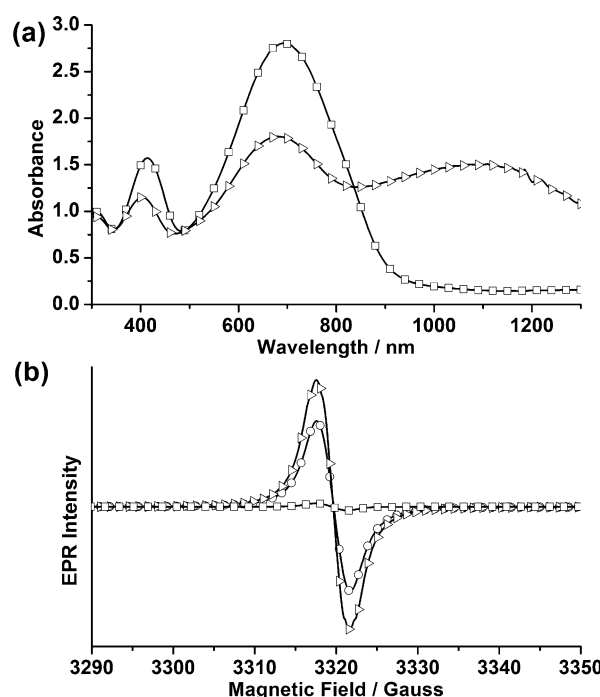 (a)
Absorbance
3.0
2.5
2.0
1.5
1.0
0.5
0.0
400 600 800 1000 1200
Wavelength / nm
(b)
EPR Intensity
3290 3300 3310 3320 3330 3340 3350
Magnetic Field / Gauss